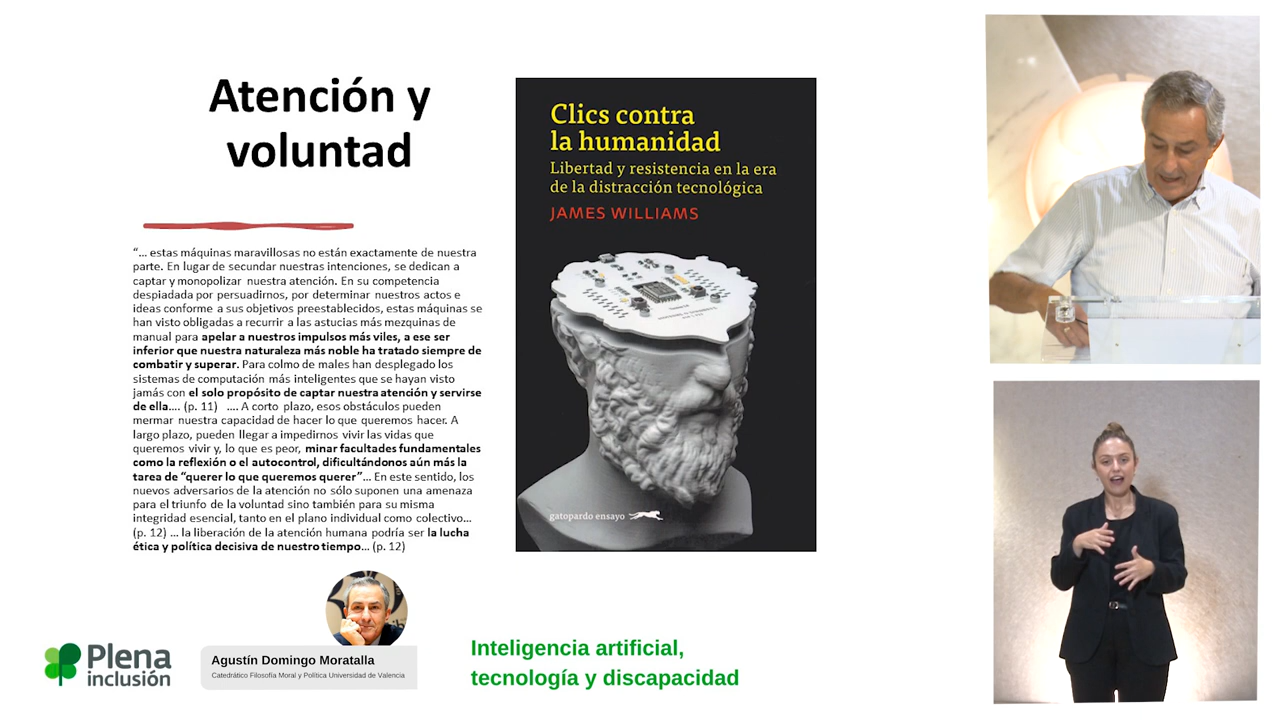 Atención y
voluntad
“... estas máquinas maravillosas no están exactamente de nuestra
parte. En lugar de secundar nuestras intenciones, se dedican a
captar y monopolizar nuestra atención. En su competencia
despiadada por persuadirnos, por determinar nuestros actos e
ideas conforme a sus objetivos preestablecidos, estas máquinas se
han visto obligadas a recurrir a las astucias más mezquinas de
manual para apelar a nuestros impulsos más viles, a ese ser
inferior que nuestra naturaleza más noble ha tratado siempre de
combatir y superar. Para colmo de males han desplegado los
sistemas de computación más inteligentes que se hayan visto
jamás con el solo propósito de captar nuestra atención y servirse
de ella.... (p. 11) .... A corto plazo, esos obstáculos pueden
mermar nuestra capacidad de hacer lo que queremos hacer. A
largo plazo, pueden llegar a impedirnos vivir las vidas que
queremos vivir y, lo que es peor, minar facultades fundamentales
como la reflexión o el autocontrol, dificultándonos aún más la
tarea de “querer lo que queremos querer”... En este sentido, los
nuevos adversarios de la atención no sólo suponen una amenaza
para el triunfo de la voluntad sino también para su misma
integridad esencial, tanto en el plano individual como colectivo...
(p. 12) ... la liberación de la atención humana podría ser la lucha
ética y política decisiva de nuestro tiempo... (p. 12)
Clics contra
la humanidad
Libertad y resistencia en la era
de la distracción tecnológica
JAMES WILLIAMS
gatopardo ensayo
Plena
inclusión
Agustín Domingo Moratalla
Catedrático Filosofía Moral y Política Universidad de Valencia
Inteligencia artificial,
tecnología y discapacidad